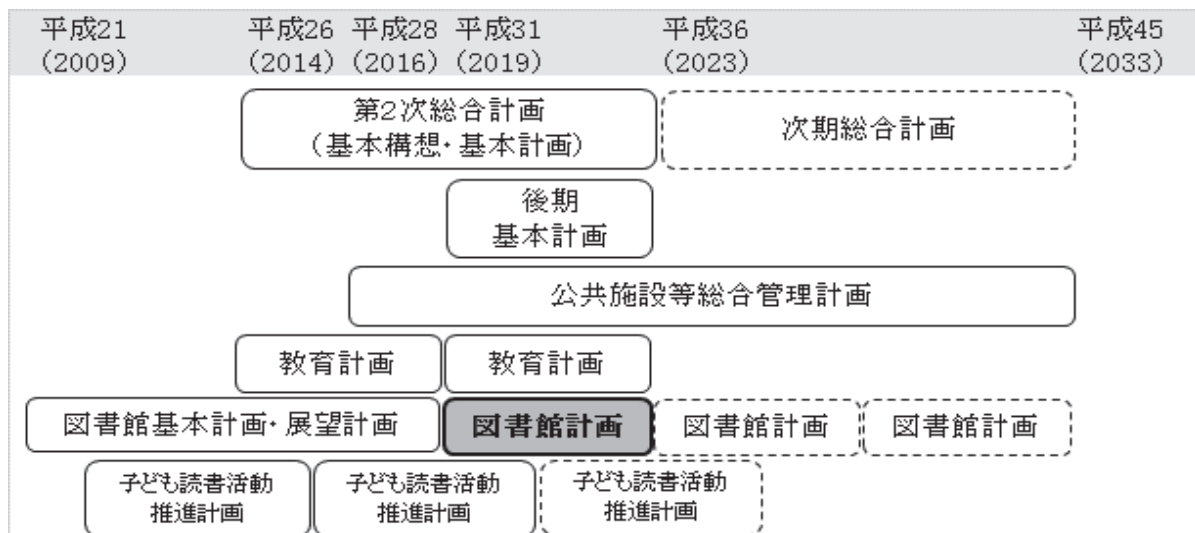 平成21 平成26 平成28 平成31 平成36 平成45
(2009) (2014) (2016) (2019) (2023) (2033)
第2次総合計画
(基本構想・基本計画)
次期総合計画
後期
基本計画
公共施設等総合管理計画
教育計画 教育計画
図書館基本計画・展望計画 図書館計画 図書館計画 図書館計画
子ども読書活動
推進計画
子ども読書活動
推進計画
子ども読書活動
推進計画